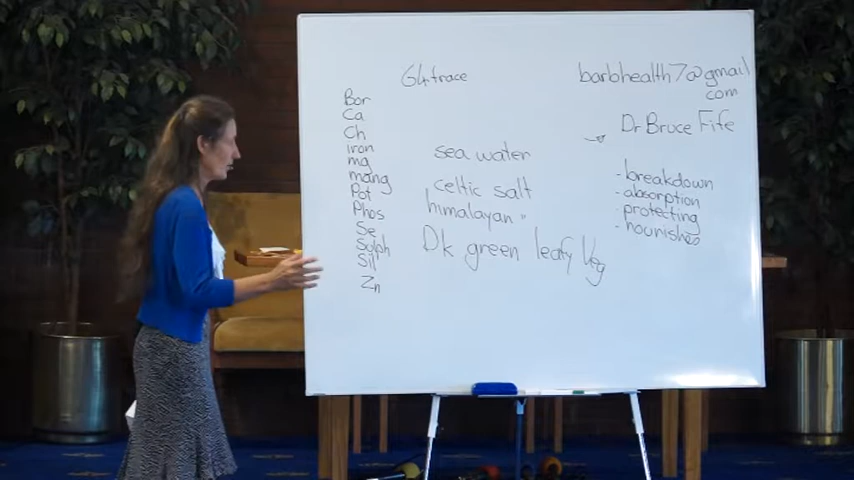 Bor
Ca
Ch
iron
mg
mang
Pot
Phos
Se
Sulph
Sil
Zn
64 trace
sea water
celtic salt
himalayan "
Dk green leafy Veg
barbhealth7@gmail
com
Dr Bruce Fife
- breakdown
- absorption
- protecting
- nourishes